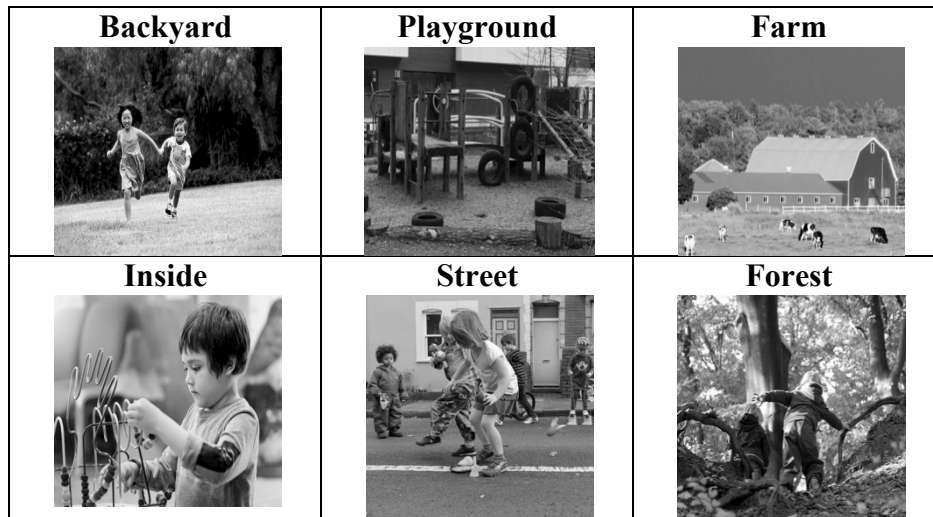 Backyard
Playground
Farm
Inside
Street
Forest